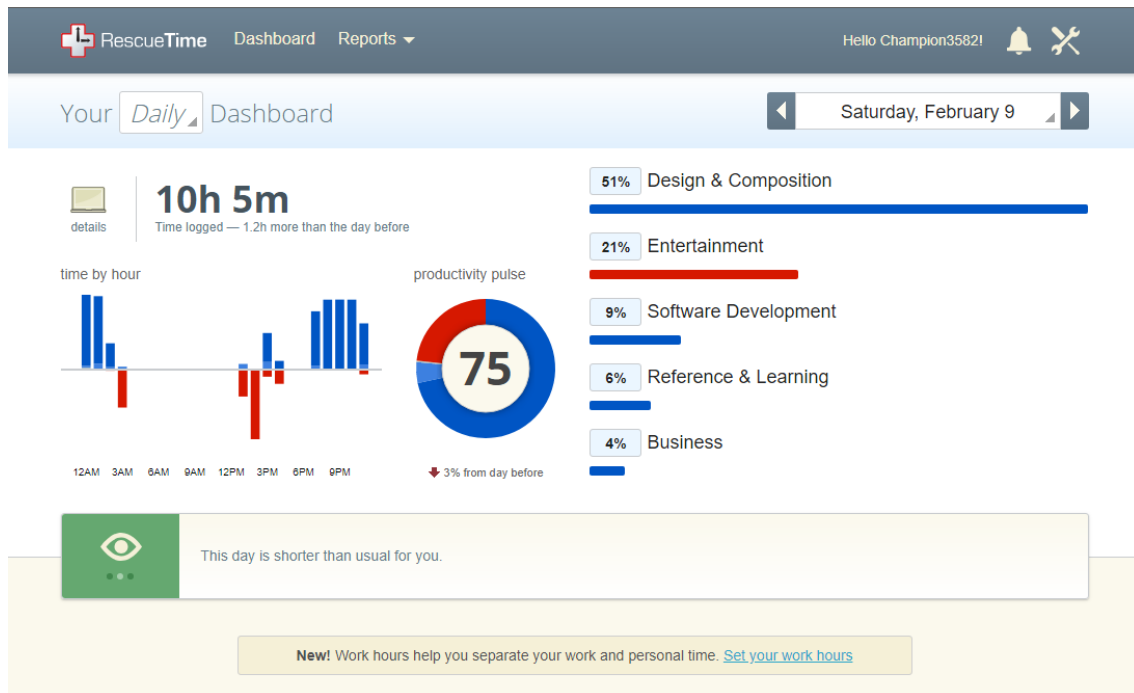 RescueTime Dashboard Reports Hello Champion3582!
Your Daily Dashboard Saturday, February 9
details
10h 5m
Time logged — 1.2h more than the day before
time by hour
12AM 3AM 6AM 9AM 12PM 3PM 6PM 9PM
productivity pulse
75
3% from day before
51% Design & Composition
21% Entertainment
9% Software Development
6% Reference & Learning
4% Business
This day is shorter than usual for you.
New! Work hours help you separate your work and personal time. Set your work hours